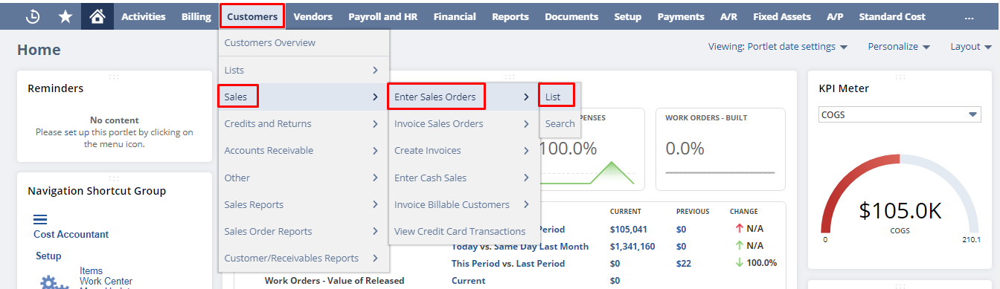 Activities Billing Customers Vendors Payroll and HR Financial Reports Documents Setup Payments A/R Fixed Assets A/P Standard Cost ...
Home
Viewing: Portlet date settings Personalize Layout
Customers Overview
Lists
Sales
Credits and Returns
Accounts Receivable
Other
Sales Reports
Sales Order Reports
Customer/Receivables Reports
Enter Sales Orders
Invoice Sales Orders
Create Invoices
Enter Cash Sales
Invoice Billable Customers
View Credit Card Transactions
List
Search
Reminders
No content
Please set up this portlet by clicking on
the menu icon.
Navigation Shortcut Group
Cost Accountant
Setup
Items
Work Center
100.0%
WORK ORDERS - BUILT
0.0%
CURRENT PREVIOUS CHANGE
$105,041 $0 N/A
Today vs. Same Day Last Month $1,341,160 $0 N/A
This Period vs. Last Period $0 $22 100.0%
Work Orders - Value of Released Current $0
KPI Meter
COGS
$105.0K
COGS
0 210.1